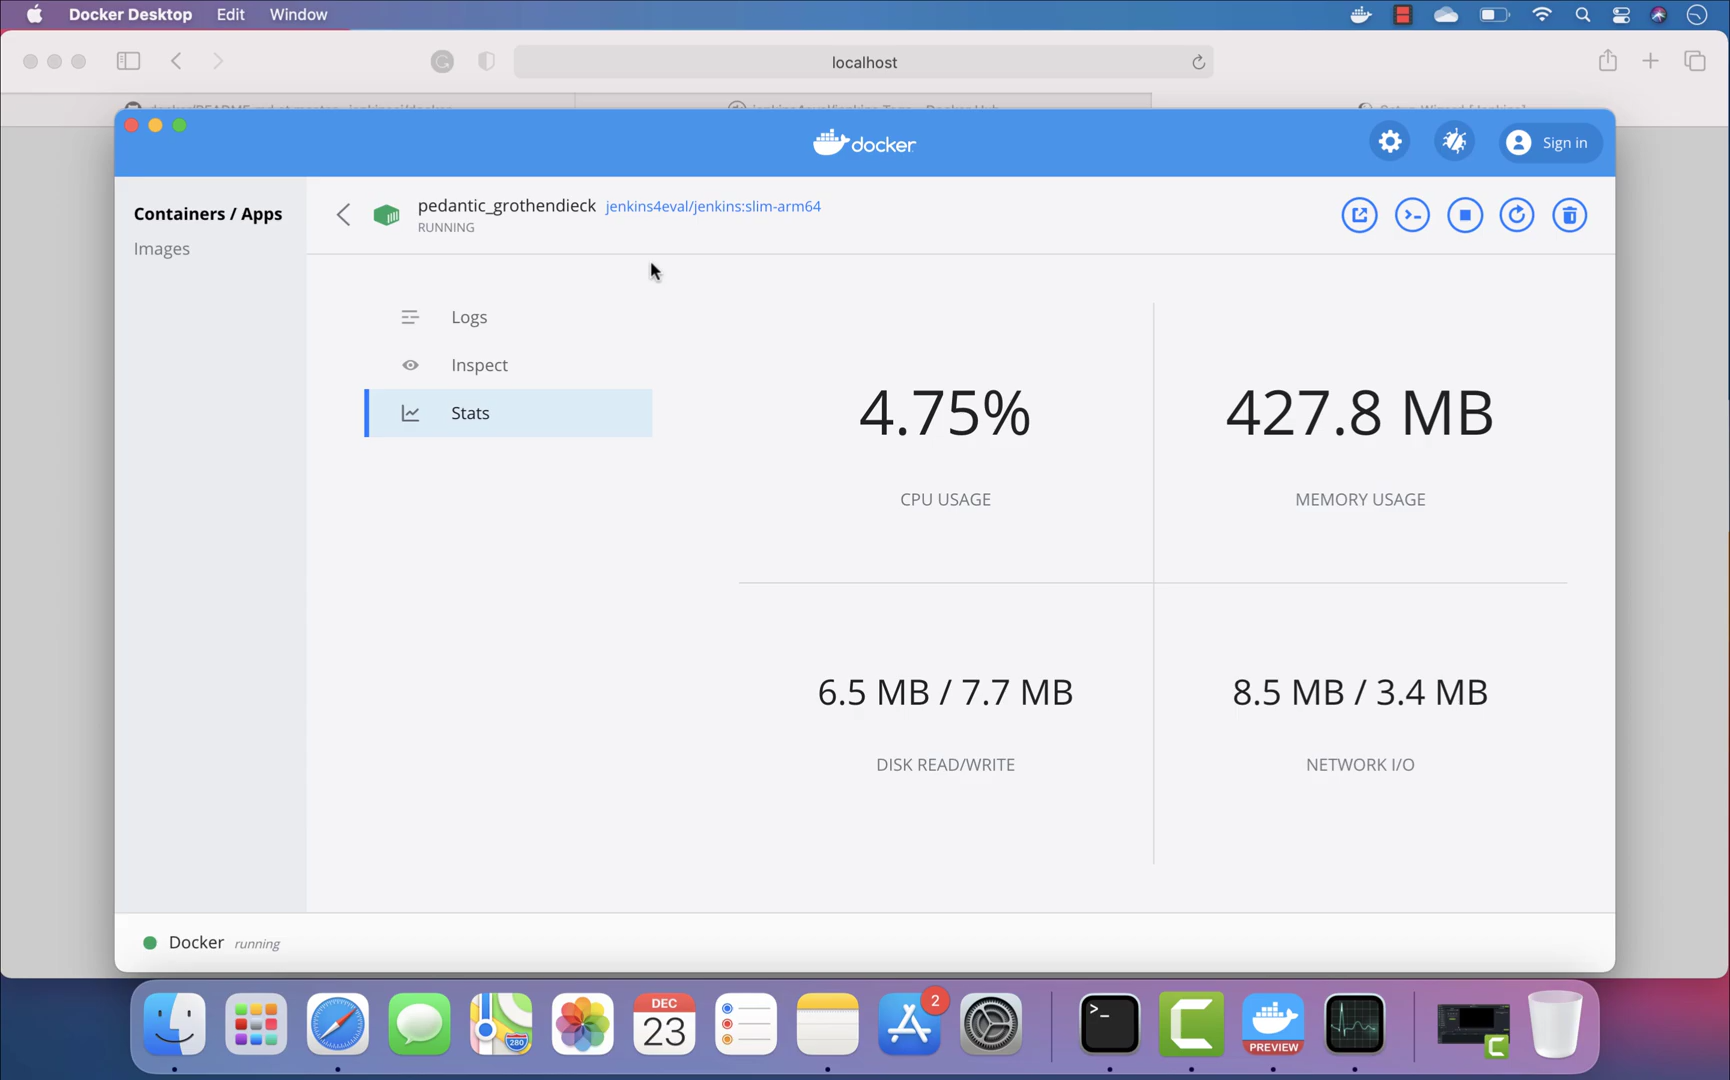 Docker Desktop Edit Window
localhost
docker
Sign in
Containers / Apps
Images
pedantic_grothendieck jenkins4eval/jenkins:slim-arm64
RUNNING
Logs
Inspect
Stats
4.75%
CPU USAGE
427.8 MB
MEMORY USAGE
6.5 MB / 7.7 MB
DISK READ/WRITE
8.5 MB / 3.4 MB
NETWORK I/O
Docker running
DEC
23
280
2
>_
PREVIEW